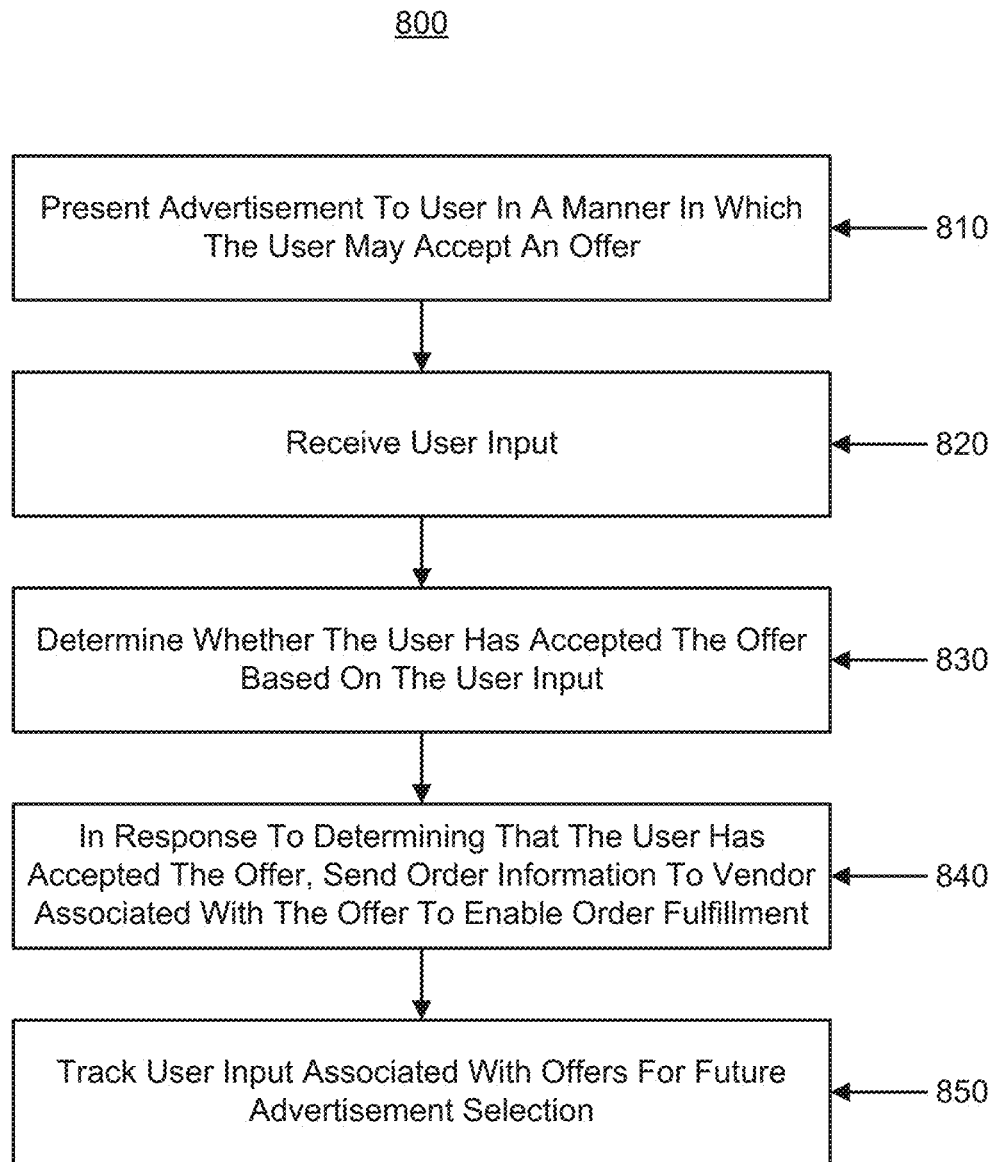 800
Present Advertisement To User In A Manner In Which
The User May Accept An Offer
810
Receive User Input
820
Determine Whether The User Has Accepted The Offer
Based On The User Input
830
In Response To Determining That The User Has
Accepted The Offer, Send Order Information To Vendor
Associated With The Offer To Enable Order Fulfillment
840
Track User Input Associated With Offers For Future
Advertisement Selection
850